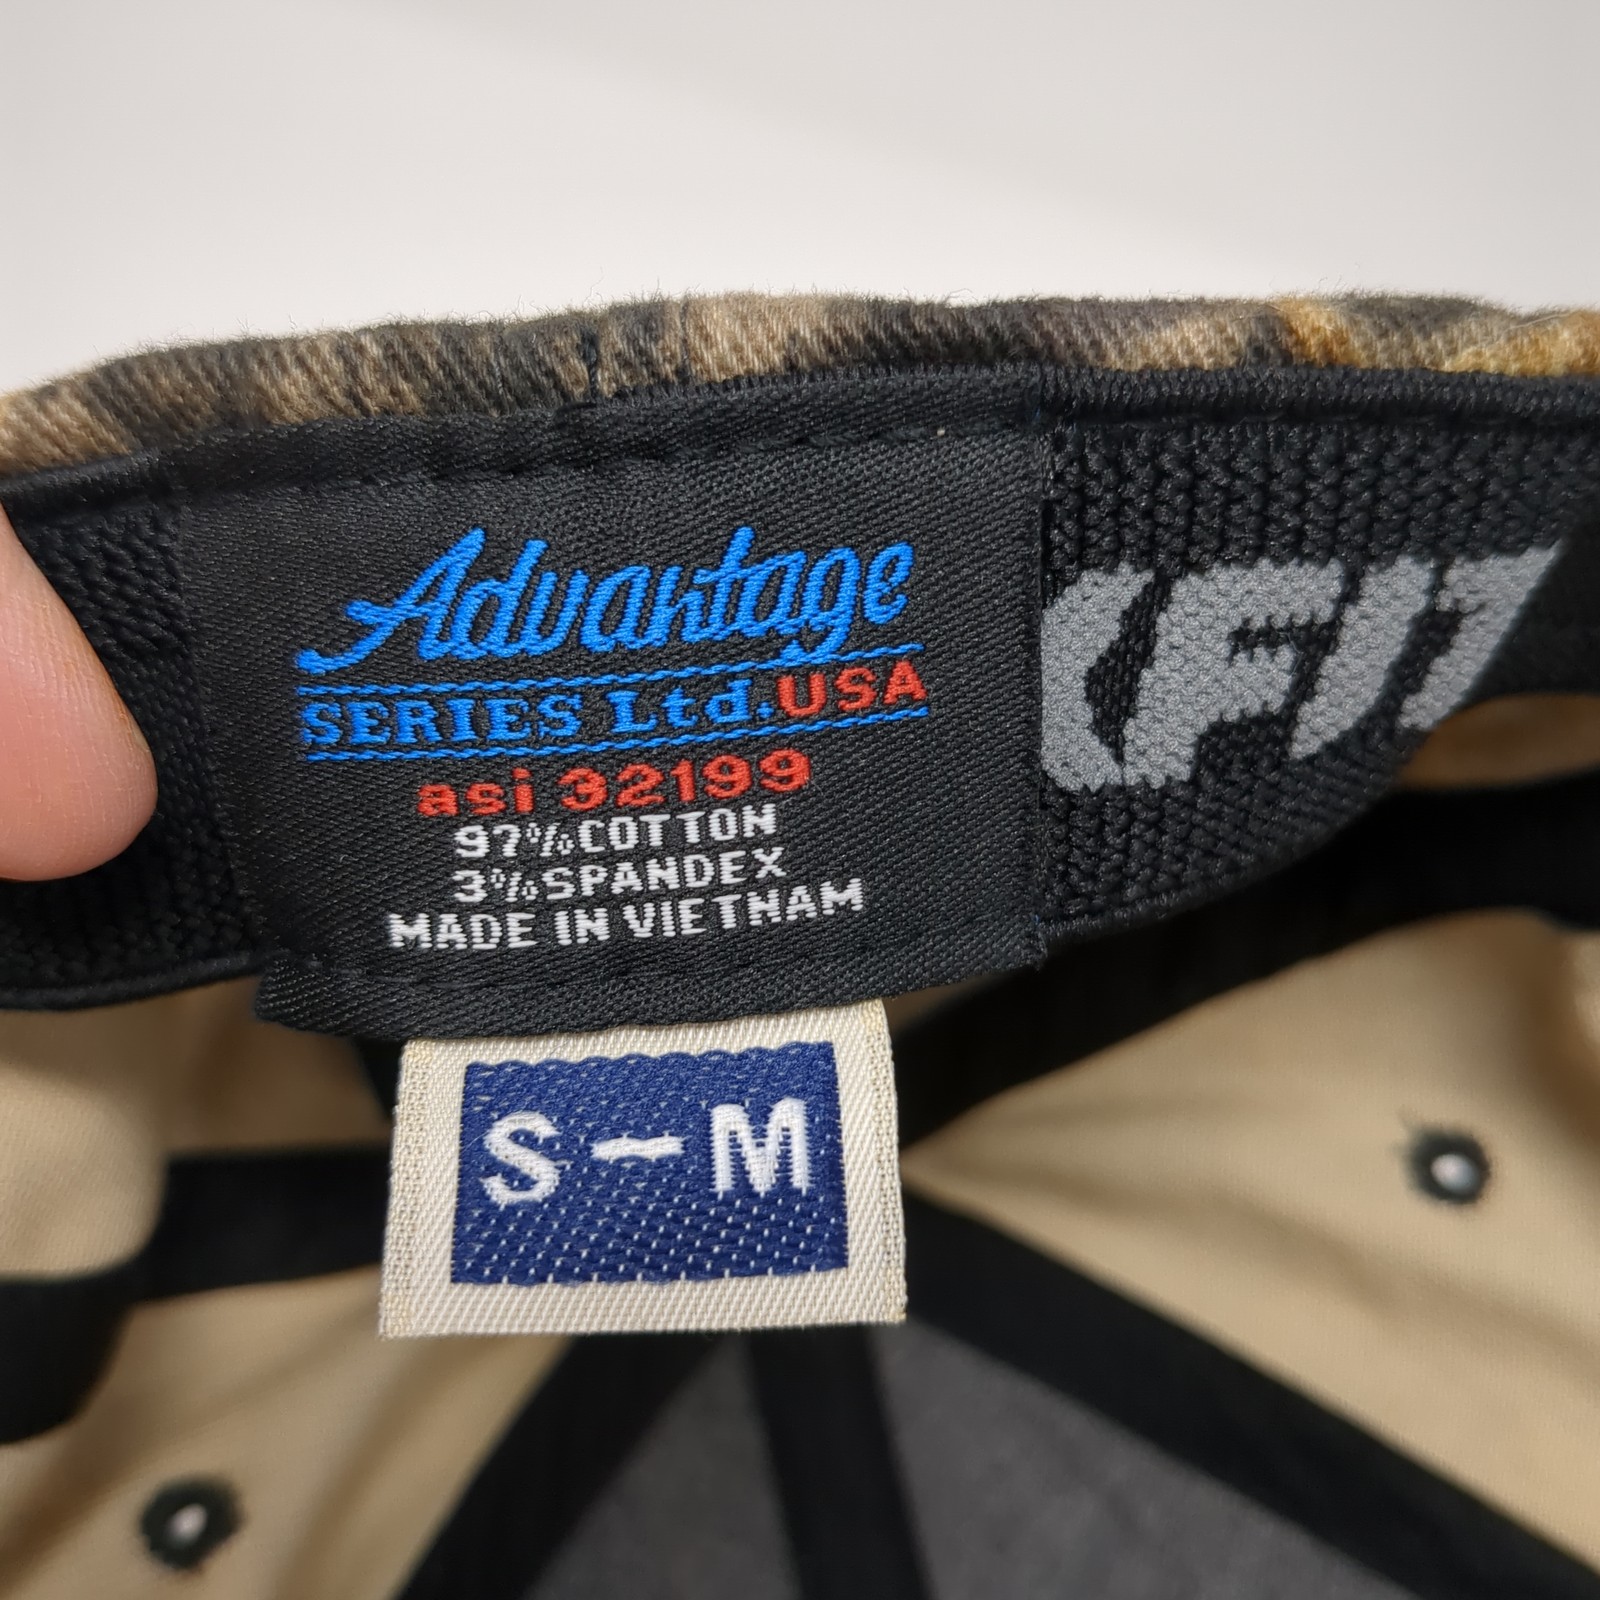 Advantage
SERIES Ltd.USA
asi 32199
97%COTTON
3%SPANDEX
MADE IN VIETNAM
S-M